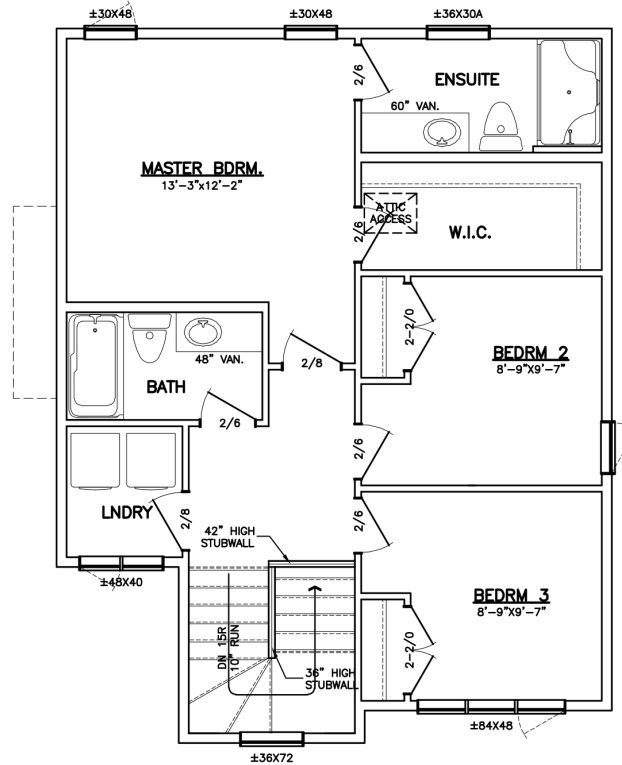 ±30X48
±30X48
±36X30A
2/6
ENSUITE
60" VAN.
MASTER BDRM.
13'-3"x12'-2"
ATTIC
ACCESS
2/6
W.I.C.
2-2/0
BEDRM 2
8'-9"X9'-7"
48" VAN.
2/8
BATH
2/6
2/6
LNDRY
2/8
42" HIGH
STUBWALL
2/6
±48X40
BEDRM 3
8'-9"X9'-7"
DN 15R
10" RUN
2-2/0
36" HIGH
STUBWALL
±84X48
±36X72